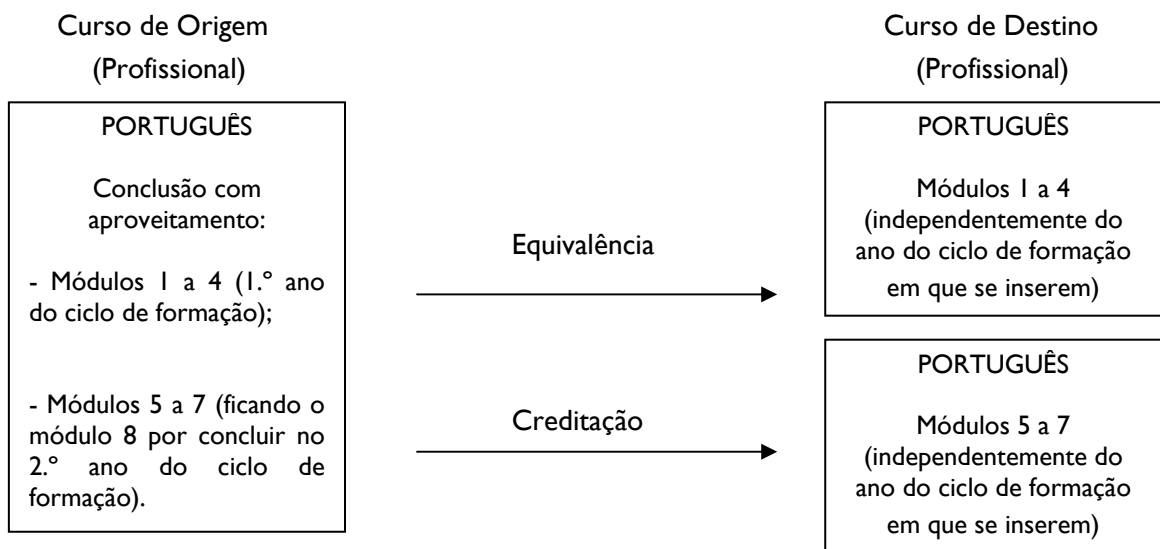 Curso de Origem
(Profissional)
PORTUGUÊS
Conclusão com
aproveitamento:
- Módulos 1 a 4 (1.º ano
do ciclo de formação);
- Módulos 5 a 7 (ficando o
módulo 8 por concluir no
2.º ano do ciclo de
formação).
Equivalência
Creditação
Curso de Destino
(Profissional)
PORTUGUÊS
Módulos 1 a 4
(independentemente do
ano do ciclo de formação
em que se inserem)
PORTUGUÊS
Módulos 5 a 7
(independentemente do
ano do ciclo de formação
em que se inserem)